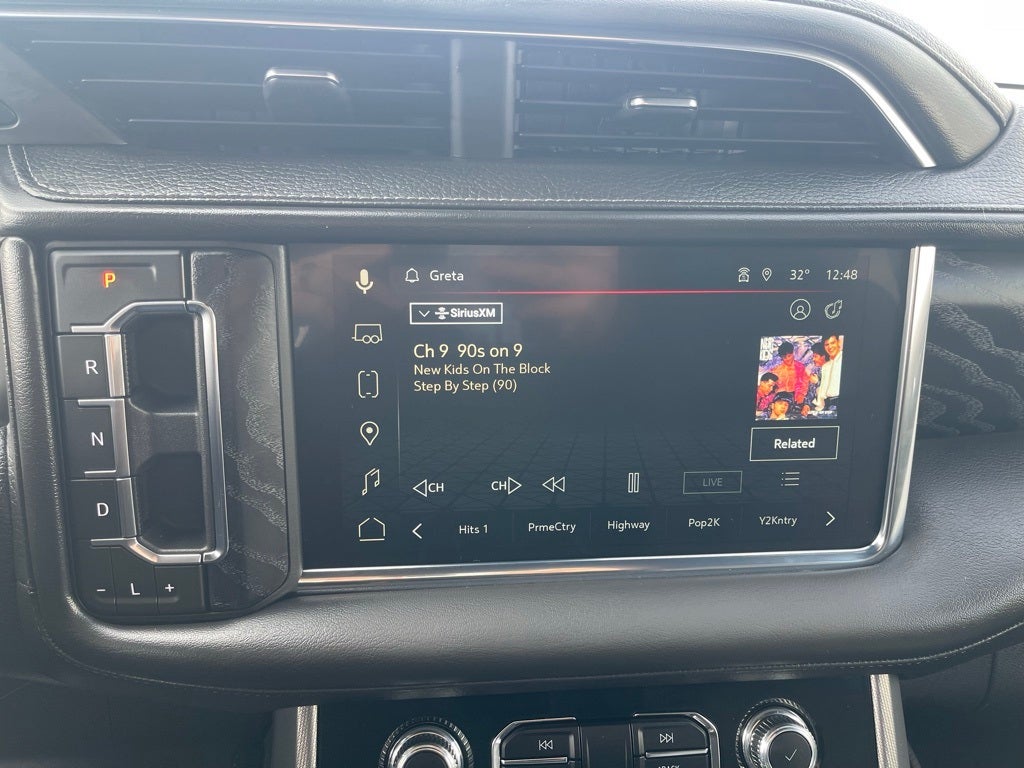 P
R
N
D
- L +
Greta
32° 12:48
SiriusXM
Ch 9 90s on 9
New Kids On The Block
Step By Step (90)
Related
CH CH LIVE
Hits 1 PrmeCtry Highway Pop2K Y2Kntry